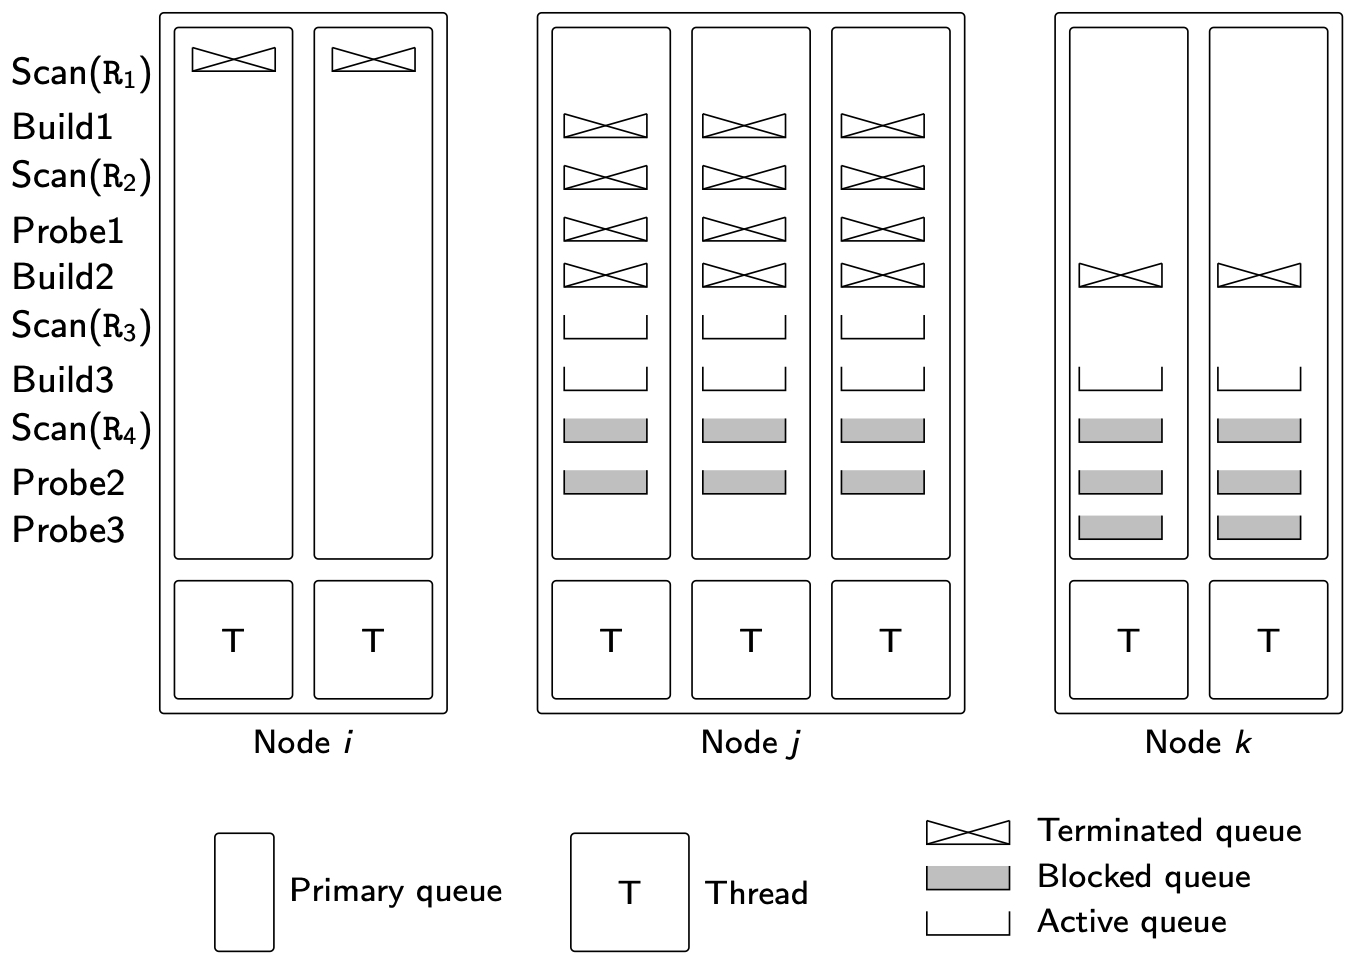 Scan(R₁)
Build1
Scan(R₂)
Probe1
Build2
Scan(R₃)
Build3
Scan(R₄)
Probe2
Probe3
T T T T T T T
Node i Node j Node k
Primary queue
T Thread
Terminated queue
Blocked queue
Active queue